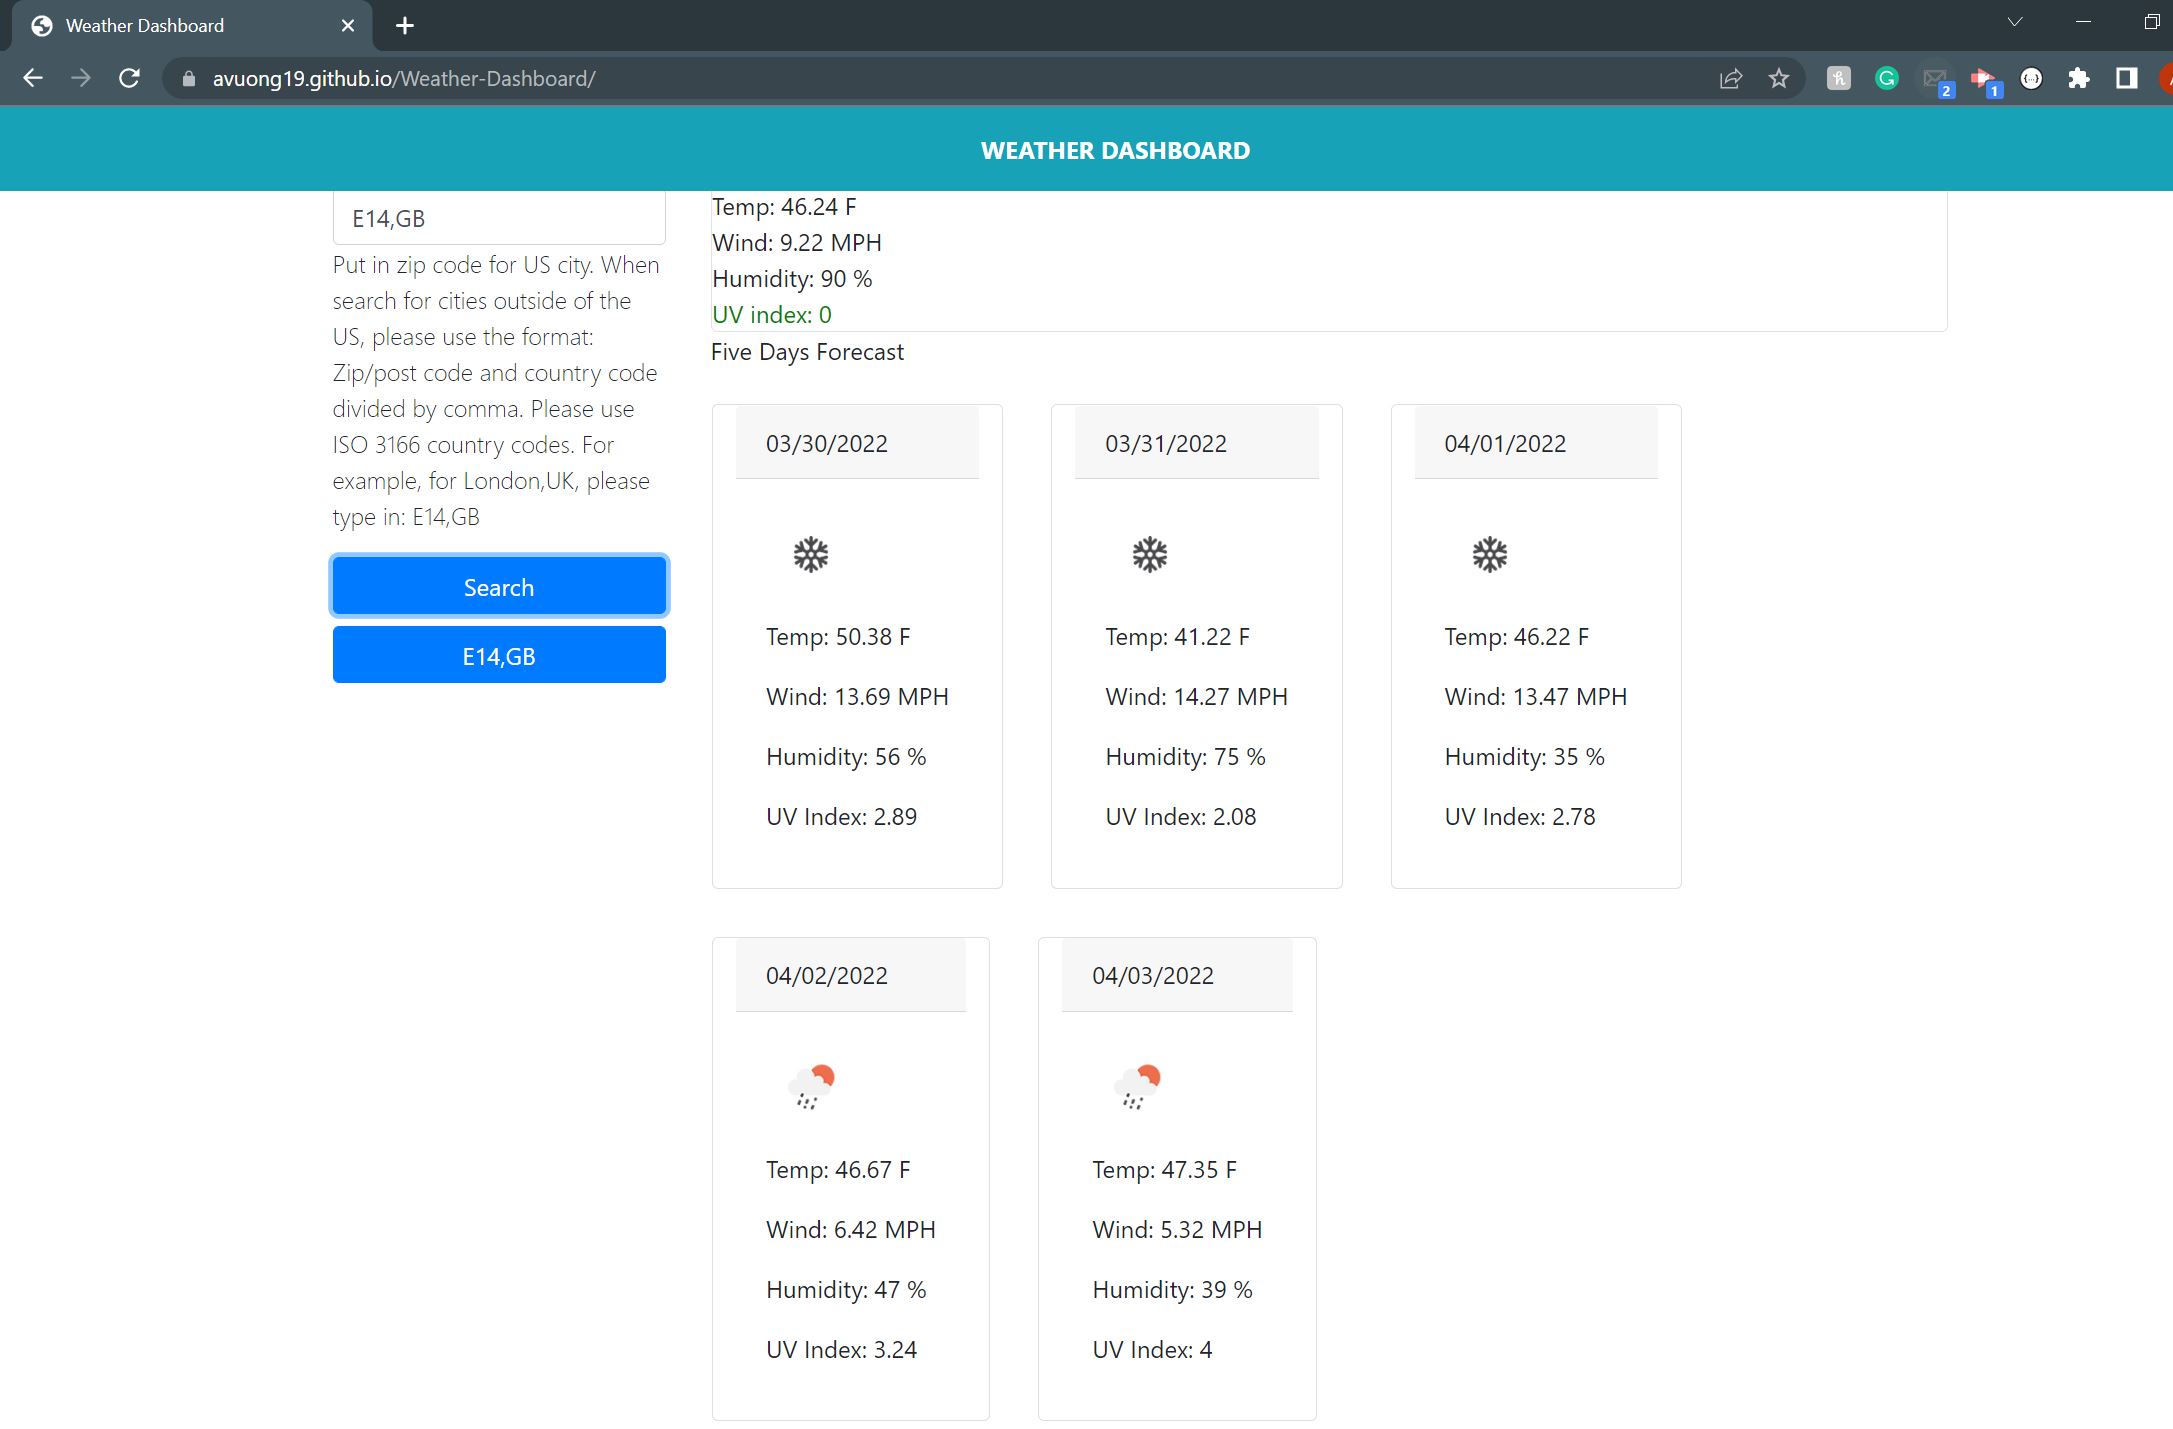 Weather Dashboard
avuong19.github.io/Weather-Dashboard/
2
1
WEATHER DASHBOARD
E14,GB
Put in zip code for US city. When
search for cities outside of the
US, please use the format:
Zip/post code and country code
divided by comma. Please use
ISO 3166 country codes. For
example, for London,UK, please
type in: E14,GB
Search
E14,GB
Temp: 46.24 F
Wind: 9.22 MPH
Humidity: 90 %
UV index: 0
Five Days Forecast
03/30/2022
Temp: 50.38 F
Wind: 13.69 MPH
Humidity: 56 %
UV Index: 2.89
03/31/2022
Temp: 41.22 F
Wind: 14.27 MPH
Humidity: 75 %
UV Index: 2.08
04/01/2022
Temp: 46.22 F
Wind: 13.47 MPH
Humidity: 35 %
UV Index: 2.78
04/02/2022
Temp: 46.67 F
Wind: 6.42 MPH
Humidity: 47 %
UV Index: 3.24
04/03/2022
Temp: 47.35 F
Wind: 5.32 MPH
Humidity: 39 %
UV Index: 4